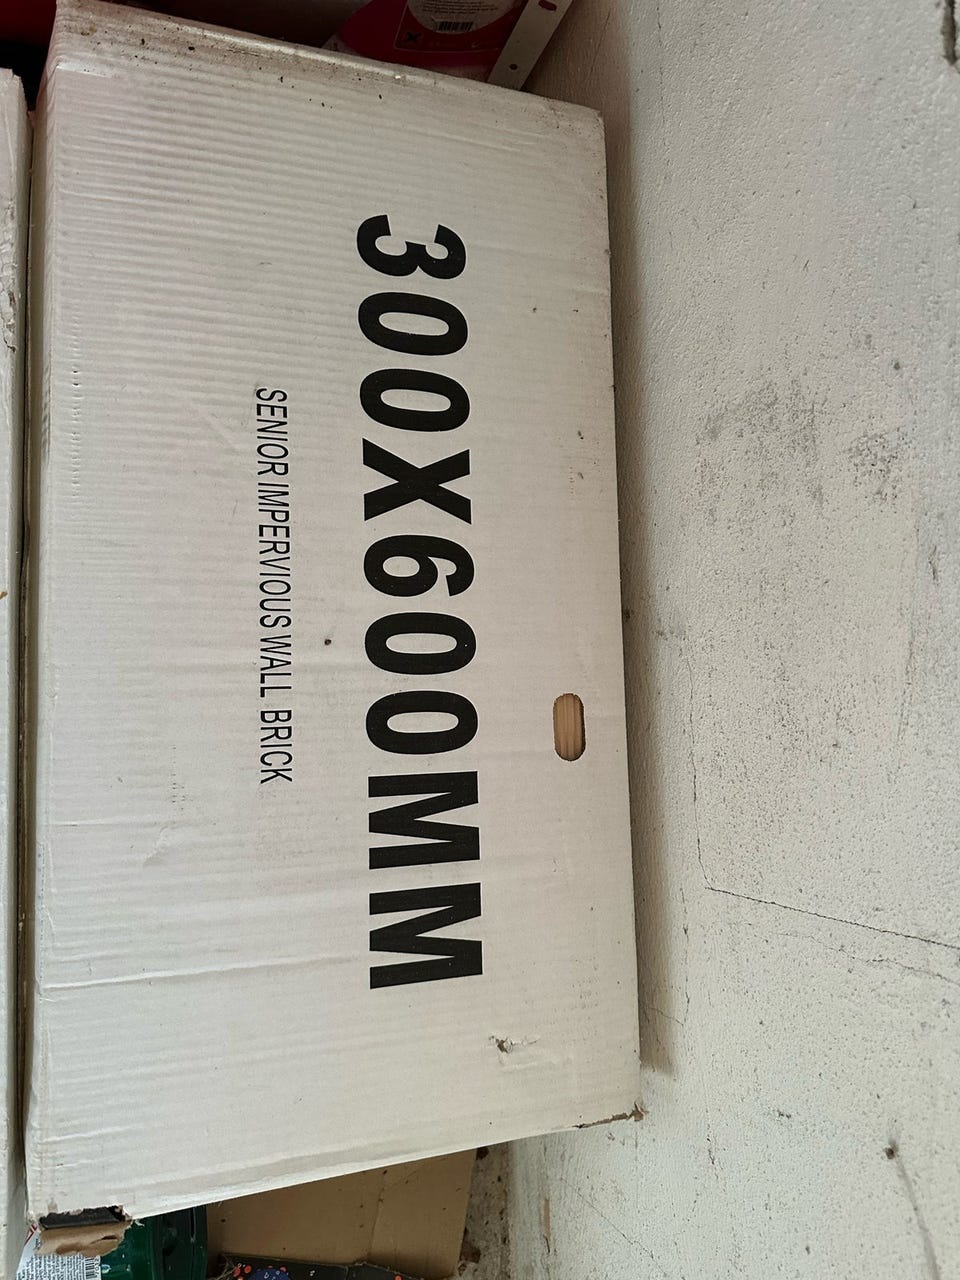 300X600MM
SENIOR IMPERVIOUS WALL BRICK